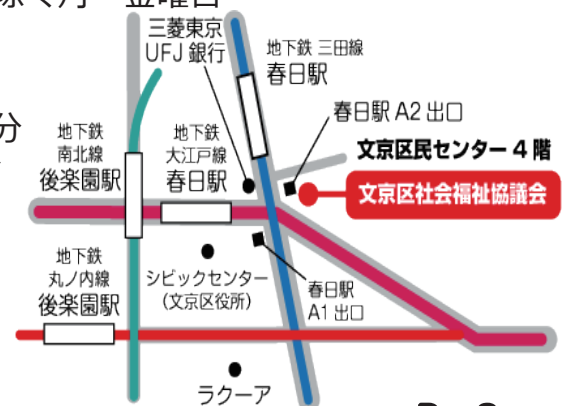 三菱東京
UFJ 銀行
地下鉄 三田線
春日駅
分
春日駅 A2 出口
地下鉄
南北線
後楽園駅
地下鉄
大江戸線
春日駅
文京区民センター 4 階
文京区社会福祉協議会
地下鉄
丸ノ内線
後楽園駅
シビックセンター
（文京区役所）
春日駅
A1 出口
ラクーア